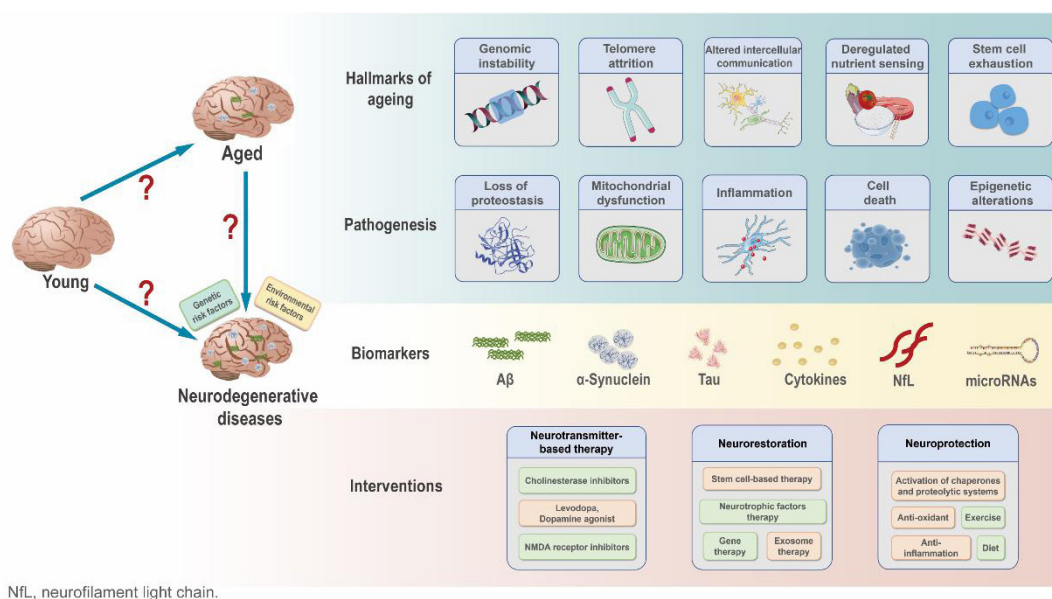 Young
?
Aged
?
?
Genetic
risk factors
Environmental
risk factors
Neurodegenerative
diseases
Hallmarks of
ageing
Genomic
instability
Telomere
attrition
Altered intercellular
communication
Deregulated
nutrient sensing
Stem cell
exhaustion
Pathogenesis
Loss of
proteostasis
Mitochondrial
dysfunction
Inflammation
Cell
death
Epigenetic
alterations
Biomarkers
Aβ
α-Synuclein
Tau
Cytokines
NfL
microRNAs
Interventions
Neurotransmitter-
based therapy
Cholinesterase inhibitors
Levodopa,
Dopamine agonist
NMDA receptor inhibitors
Neurorestoration
Stem cell-based therapy
Neurotrophic factors
therapy
Gene
therapy
Exosome
therapy
Neuroprotection
Activation of chaperones
and proteolytic systems
Anti-oxidant
Exercise
Anti-
inflammation
Diet
NfL, neurofilament light chain.